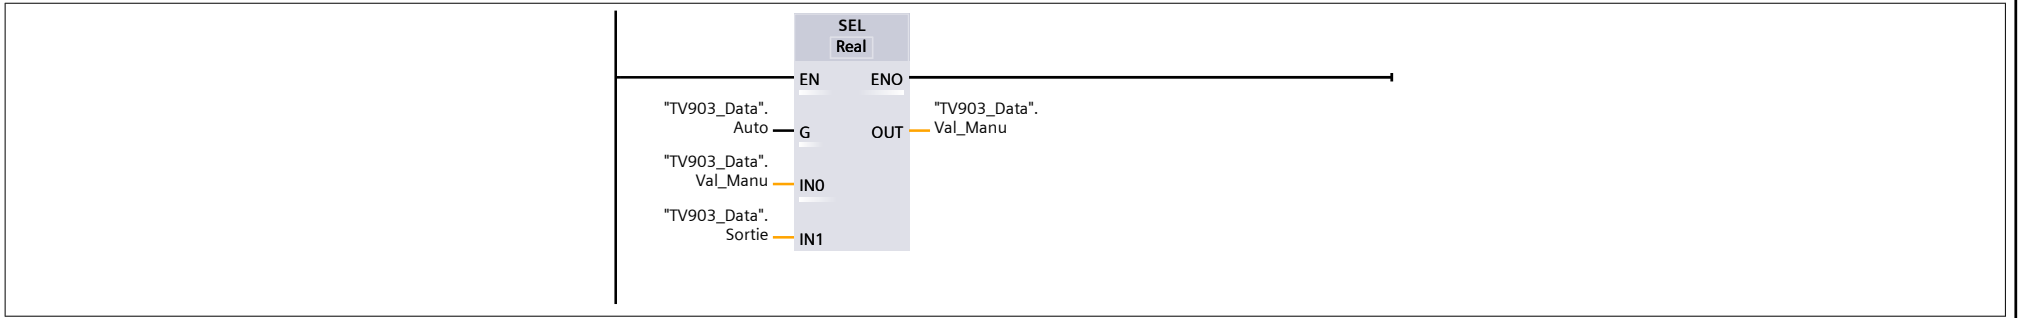 SEL
Real
EN ENO
"TV903_Data".
Auto
G
OUT
"TV903_Data".
Val_Manu
"TV903_Data".
Val_Manu
IN0
"TV903_Data".
Sortie
IN1